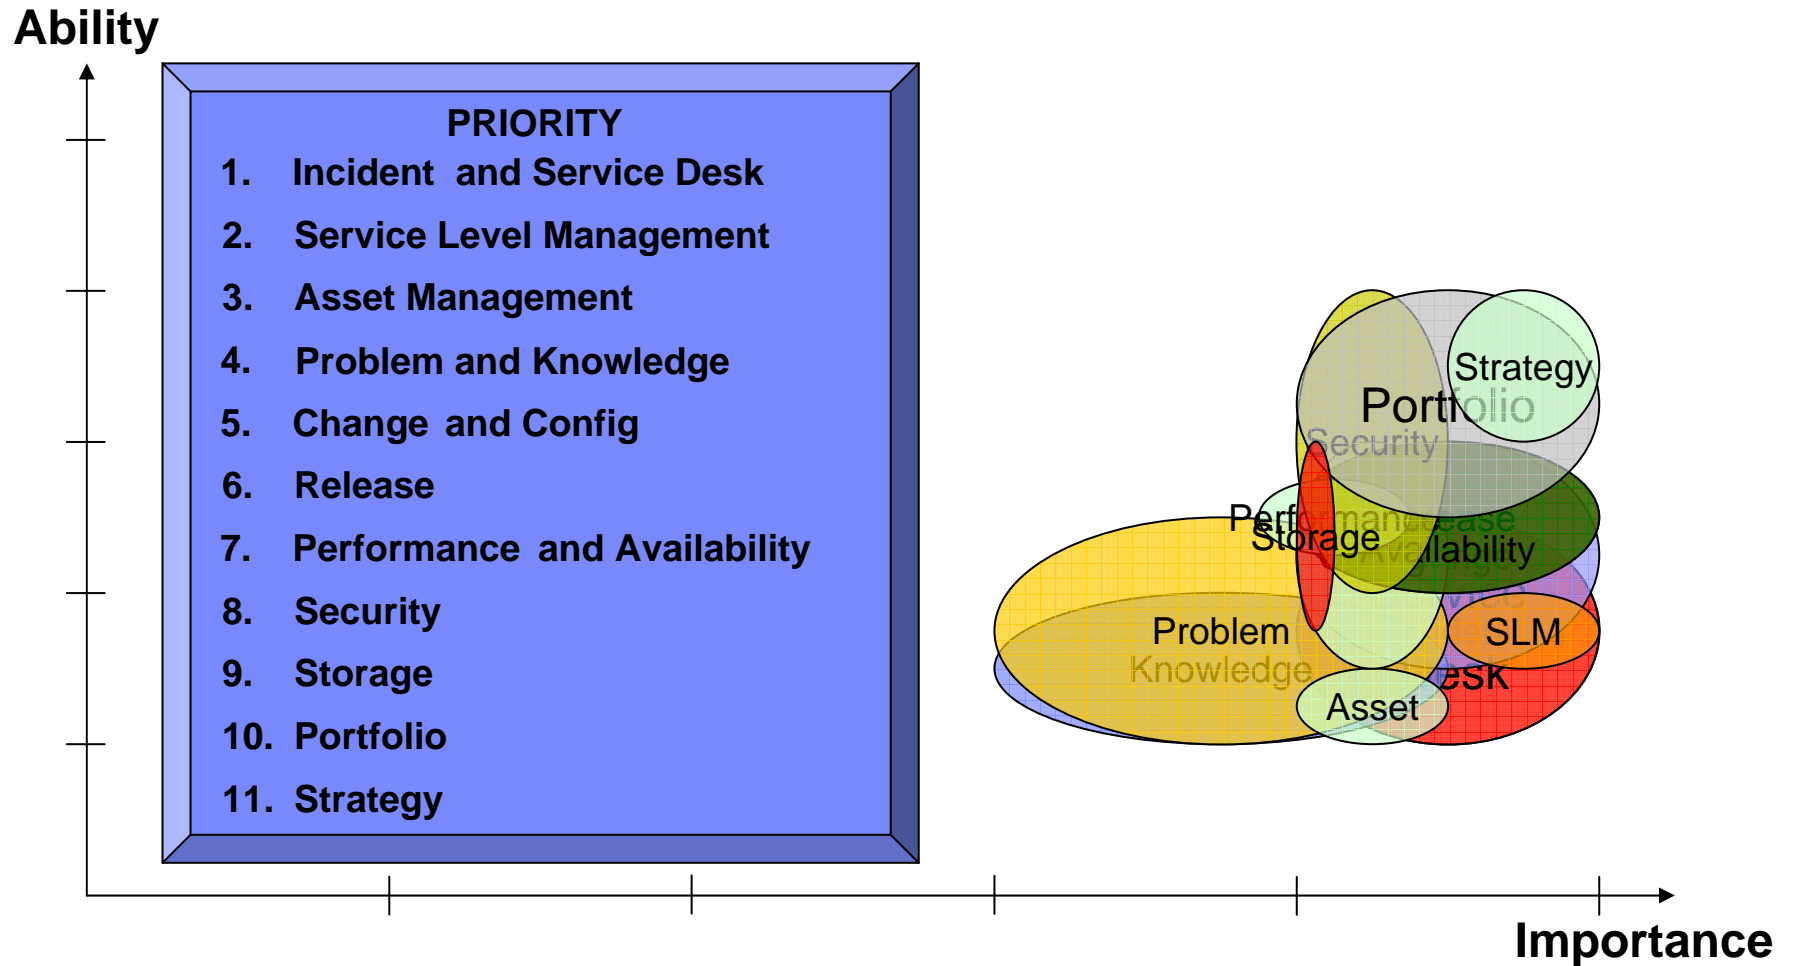 Ability
PRIORITY
1. Incident and Service Desk
2. Service Level Management
3. Asset Management
4. Problem and Knowledge
5. Change and Config
6. Release
7. Performance and Availability
8. Security
9. Storage
10. Portfolio
11. Strategy
Strategy
Portfolio
Security
Performance
Storage
Availability
Problem
SLM
Knowledge
Asset
Importance